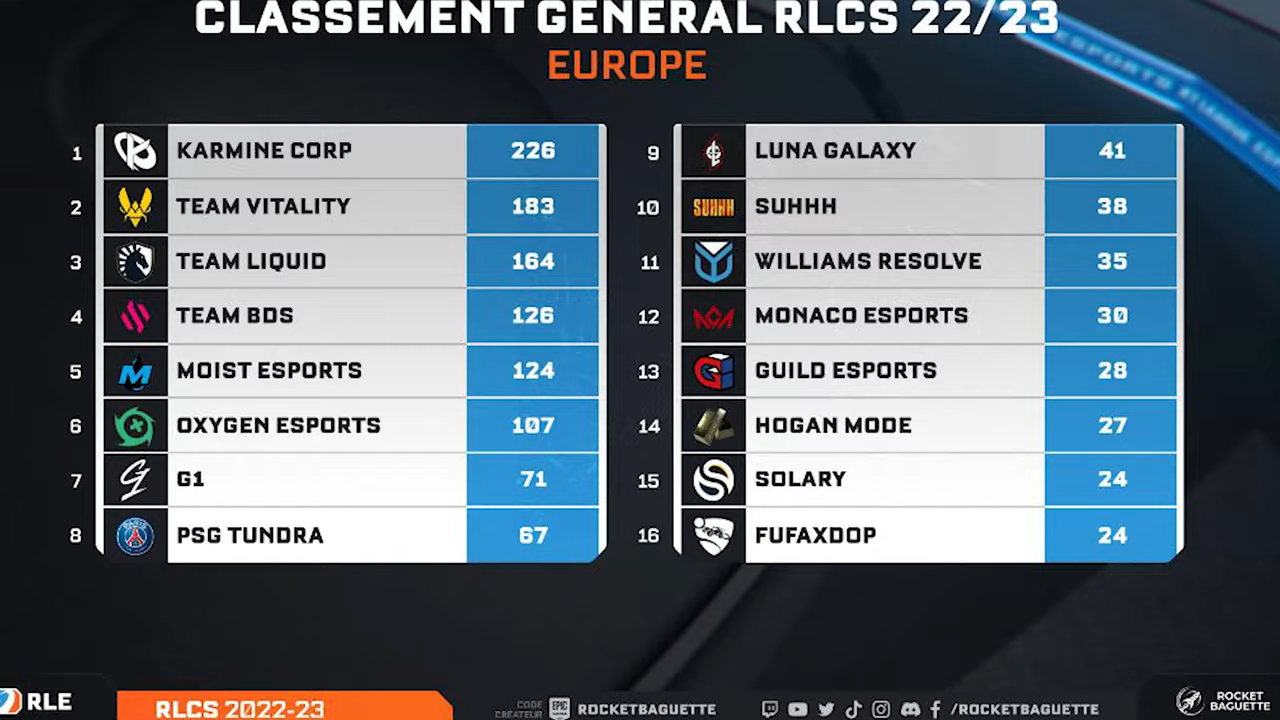 CLASSEMENT GENERAL RLCS 22/23
EUROPE
1 KARMINE CORP 226
2 TEAM VITALITY 183
3 TEAM LIQUID 164
4 TEAM BDS 126
5 MOIST ESPORTS 124
6 OXYGEN ESPORTS 107
7 G1 71
8 PSG TUNDRA 67
9 LUNA GALAXY 41
10 SUHHH SUHHH 38
11 WILLIAMS RESOLVE 35
12 MONACO ESPORTS 30
13 GUILD ESPORTS 28
14 HOGAN MODE 27
15 SOLARY 24
16 FUFAXDOP 24
ESPORTS
RLE
RLCS 2022-23
CODE CRÉATEUR EPIC ROCKETBAGUETTE
/ROCKETBAGUETTE
ROCKET
BAGUETTE